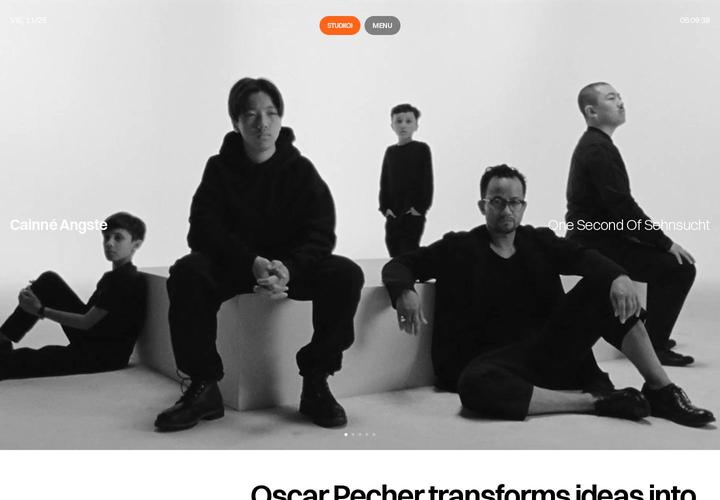 VIE, 11/25
STUDIO!
MENU
05:09:38
Cainné Angste
One Second Of Sehnsucht
Oscar Pecher transforms ideas into